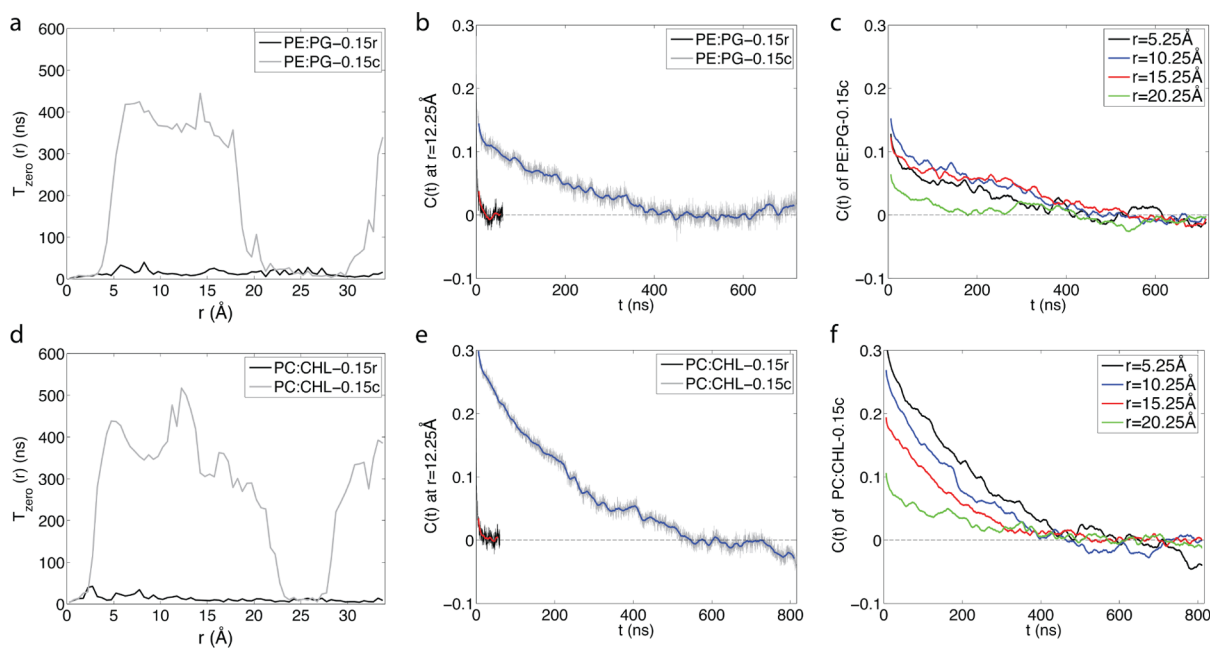 a
600
500
400
300
200
100
0
T_zero (r) (ns)
0 5 10 15 20 25 30
r (Å)
PE:PG−0.15r
PE:PG−0.15c
b
0.3
0.2
0.1
0
−0.1
C(t) at r=12.25Å
0 200 400 600
t (ns)
PE:PG−0.15r
PE:PG−0.15c
c
0.3
0.2
0.1
0
−0.1
C(t) of PE:PG−0.15c
0 200 400 600
t (ns)
r=5.25Å
r=10.25Å
r=15.25Å
r=20.25Å
d
600
500
400
300
200
100
0
T_zero (r) (ns)
0 5 10 15 20 25 30
r (Å)
PC:CHL−0.15r
PC:CHL−0.15c
e
0.3
0.2
0.1
0
−0.1
C(t) at r=12.25Å
0 200 400 600 800
t (ns)
PC:CHL−0.15r
PC:CHL−0.15c
f
0.3
0.2
0.1
0
−0.1
C(t) of PC:CHL−0.15c
0 200 400 600 800
t (ns)
r=5.25Å
r=10.25Å
r=15.25Å
r=20.25Å